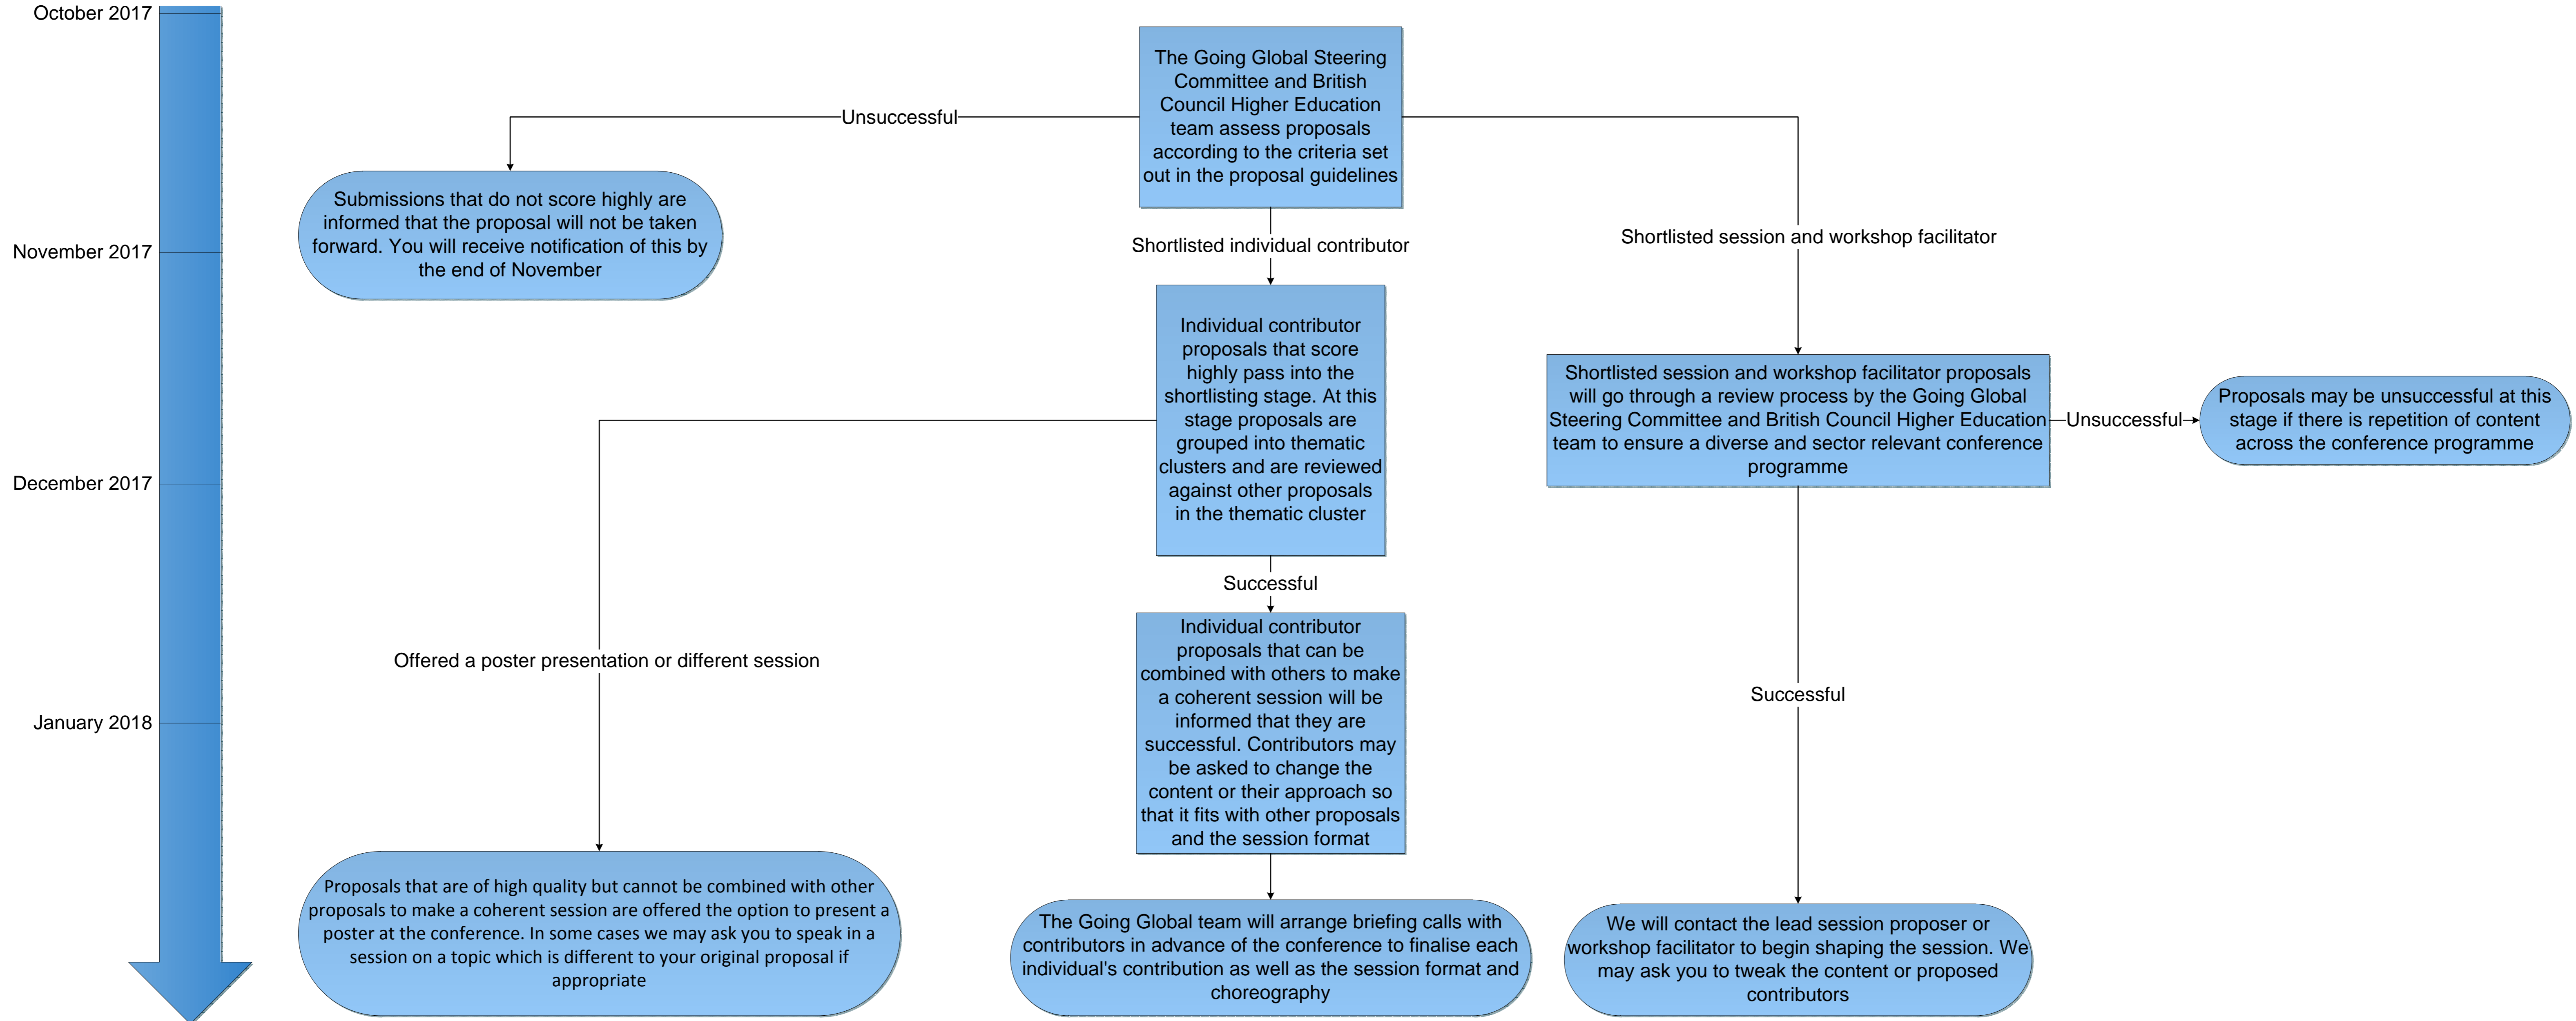 October 2017
November 2017
December 2017
January 2018
The Going Global Steering
Committee and British
Council Higher Education
team assess proposals
according to the criteria set
out in the proposal guidelines
Unsuccessful
Submissions that do not score highly are
informed that the proposal will not be taken
forward. You will receive notification of this by
the end of November
Shortlisted individual contributor
Shortlisted session and workshop facilitator
Individual contributor
proposals that score
highly pass into the
shortlisting stage. At this
stage proposals are
grouped into thematic
clusters and are reviewed
against other proposals
in the thematic cluster
Shortlisted session and workshop facilitator proposals
will go through a review process by the Going Global
Steering Committee and British Council Higher Education
team to ensure a diverse and sector relevant conference
programme
Unsuccessful
Proposals may be unsuccessful at this
stage if there is repetition of content
across the conference programme
Successful
Offered a poster presentation or different session
Individual contributor
proposals that can be
combined with others to make
a coherent session will be
informed that they are
successful. Contributors may
be asked to change the
content or their approach so
that it fits with other proposals
and the session format
Successful
Proposals that are of high quality but cannot be combined with other
proposals to make a coherent session are offered the option to present a
poster at the conference. In some cases we may ask you to speak in a
session on a topic which is different to your original proposal if
appropriate
The Going Global team will arrange briefing calls with
contributors in advance of the conference to finalise each
individual's contribution as well as the session format and
choreography
We will contact the lead session proposer or
workshop facilitator to begin shaping the session. We
may ask you to tweak the content or proposed
contributors